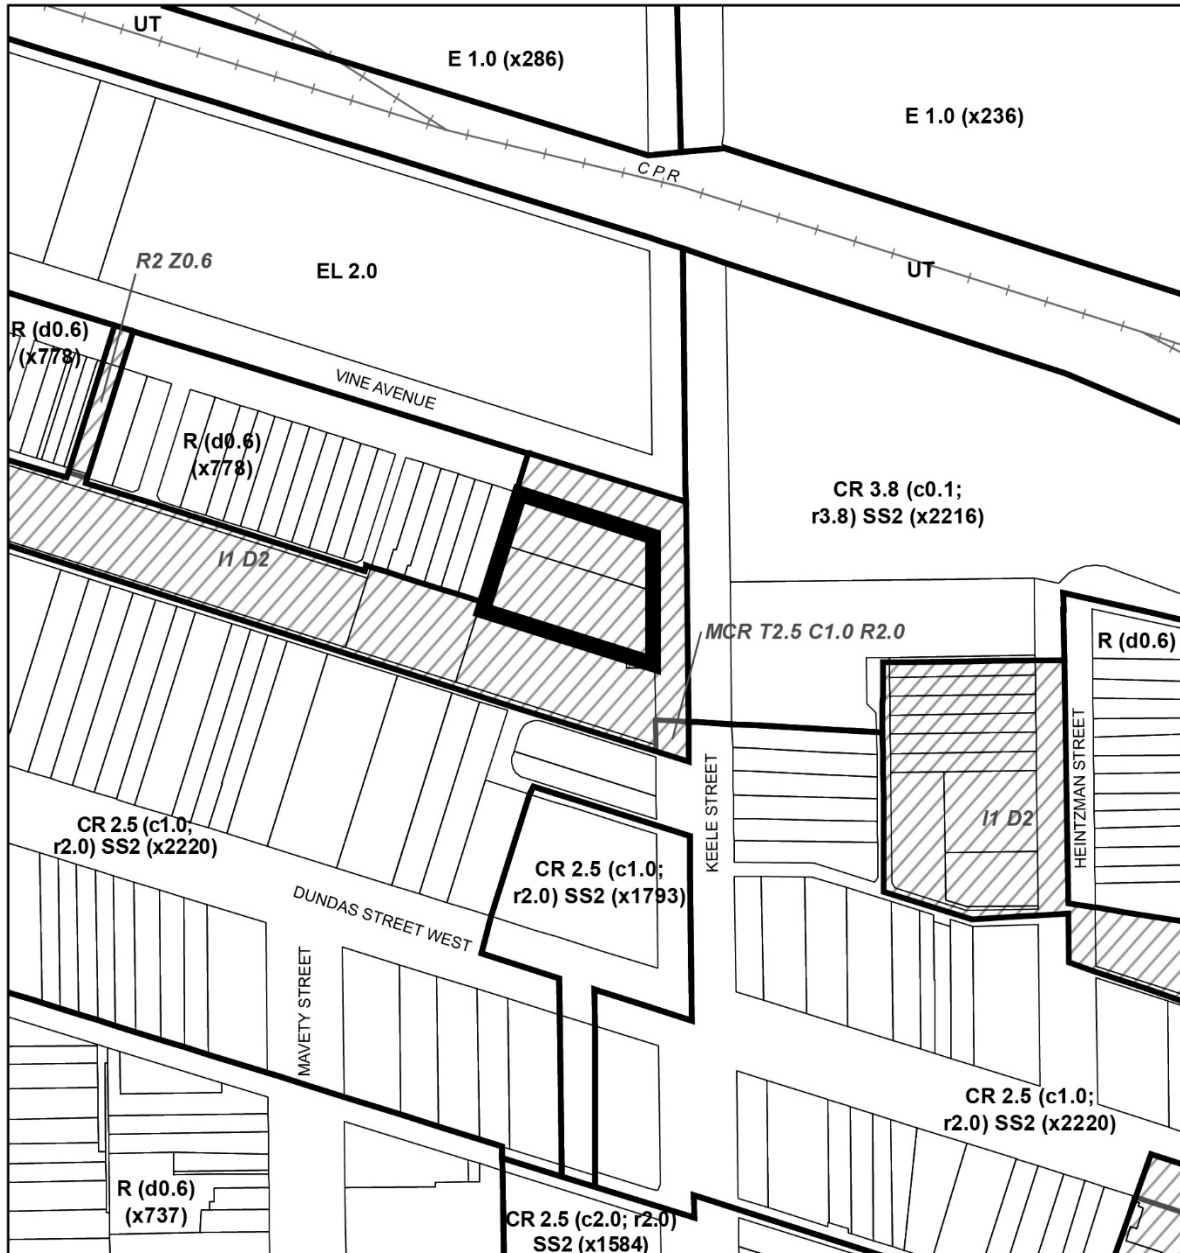 UT
E 1.0 (x286)
E 1.0 (x236)
CPR
R2 Z0.6
EL 2.0
UT
R (d0.6)
(x778)
VINE AVENUE
R (d0.6)
(x778)
CR 3.8 (c0.1;
r3.8) SS2 (x2216)
I1 D2
MCR T2.5 C1.0 R2.0
R (d0.6)
HEINTZMAN STREET
KEELE STREET
I1 D2
CR 2.5 (c1.0;
r2.0) SS2 (x2220)
CR 2.5 (c1.0;
r2.0) SS2 (x1793)
DUNDAS STREET WEST
MAVETY STREET
CR 2.5 (c1.0;
r2.0) SS2 (x2220)
R (d0.6)
(x737)
CR 2.5 (c2.0; r2.0)
SS2 (x1584)